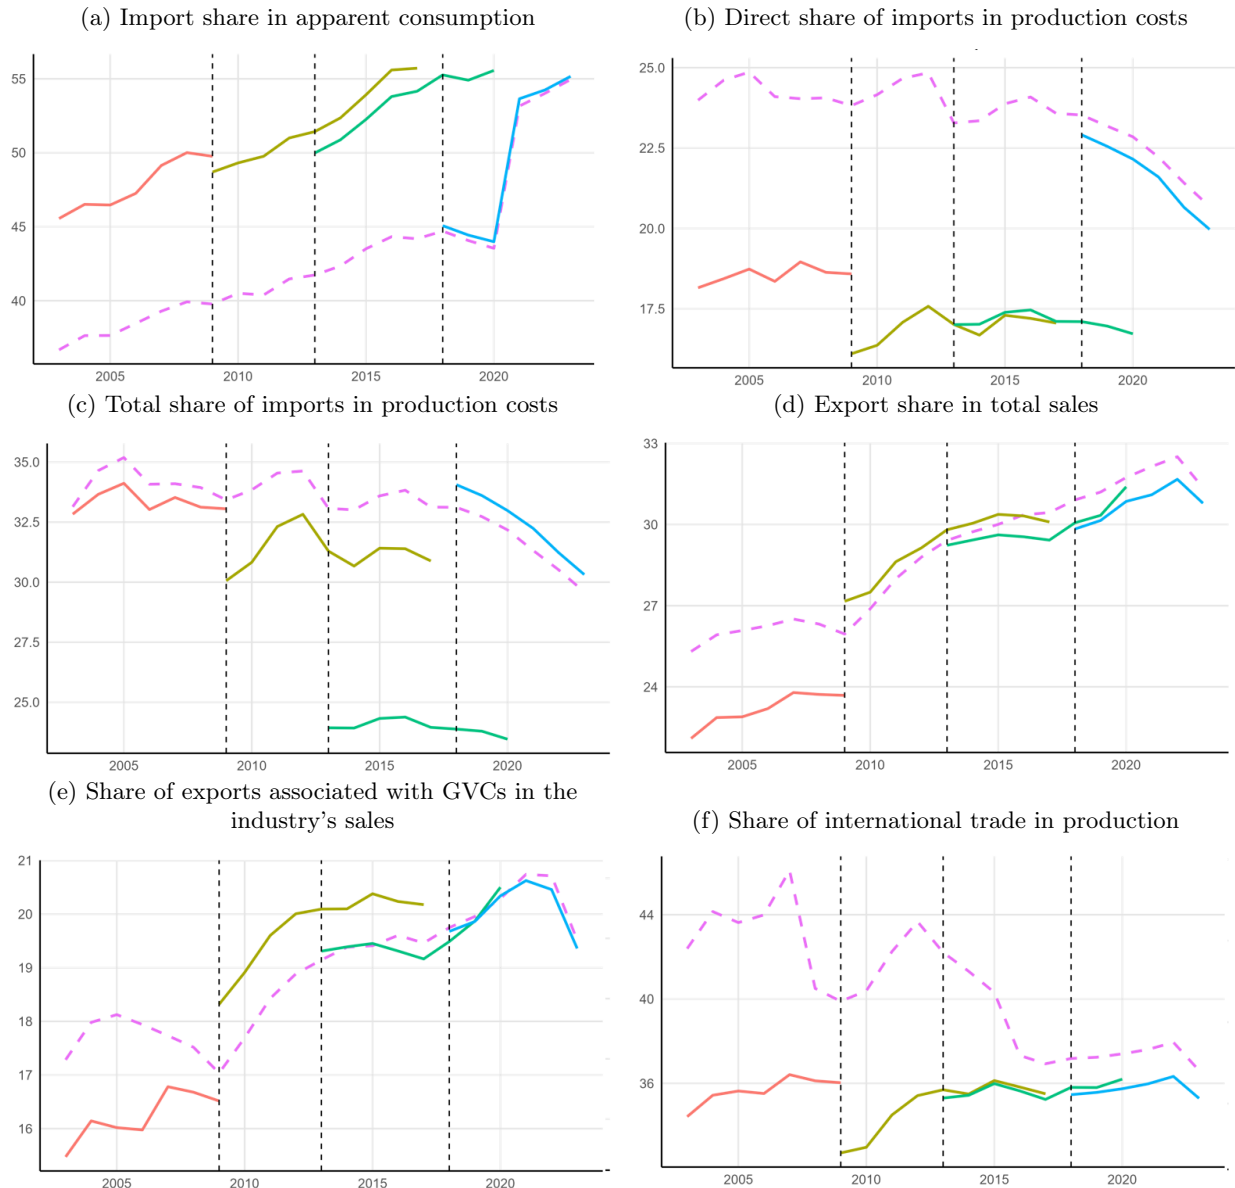 (a) Import share in apparent consumption
55
50
45
40
2005 2010 2015 2020
(b) Direct share of imports in production costs
25.0
22.5
20.0
17.5
2005 2010 2015 2020
(c) Total share of imports in production costs
35.0
32.5
30.0
27.5
25.0
2005 2010 2015 2020
(d) Export share in total sales
33
30
27
24
2005 2010 2015 2020
(e) Share of exports associated with GVCs in the
industry's sales
21
20
19
18
17
16
2005 2010 2015 2020
(f) Share of international trade in production
44
40
36
2005 2010 2015 2020